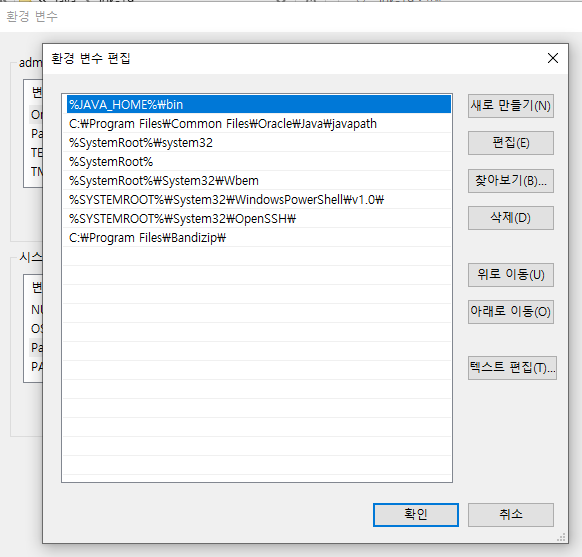 환경 변수
환경 변수 편집
%JAVA_HOME%₩bin
C:₩Program Files₩Common Files₩Oracle₩Java₩javapath
%SystemRoot%₩system32
%SystemRoot%
%SystemRoot%₩System32₩Wbem
%SYSTEMROOT%₩System32₩WindowsPowerShell₩v1.0₩
%SYSTEMROOT%₩System32₩OpenSSH₩
C:₩Program Files₩Bandizip₩
새로 만들기(N)
편집(E)
찾아보기(B)...
삭제(D)
위로 이동(U)
아래로 이동(O)
텍스트 편집(T)...
확인
취소
adm
변
Pa
TE
시스
변
NU
OS
Pa
PA